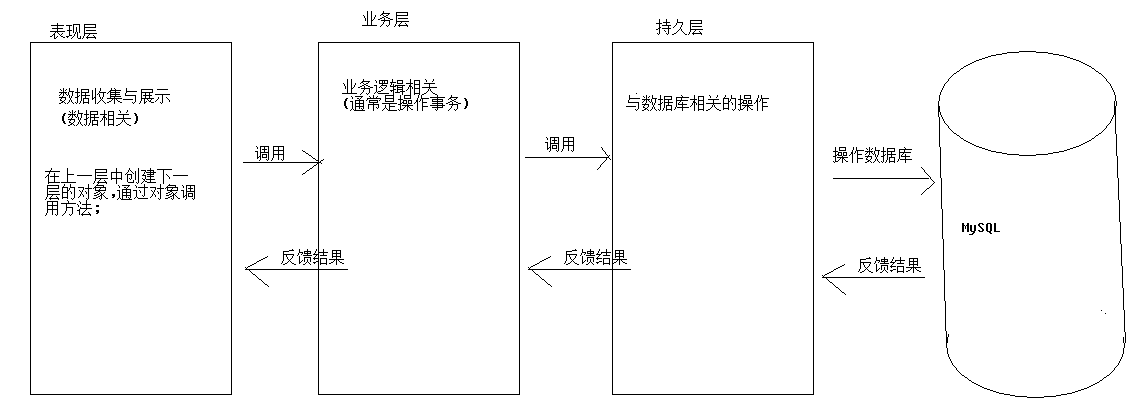 表现层
业务层
持久层
数据收集与展示
(数据相关)
在上一层中创建下一
层的对象,通过对象调
用方法;
业务逻辑相关
(通常是操作事务)
与数据库相关的操作
调用
调用
操作数据库
MySQL
反馈结果
反馈结果
反馈结果